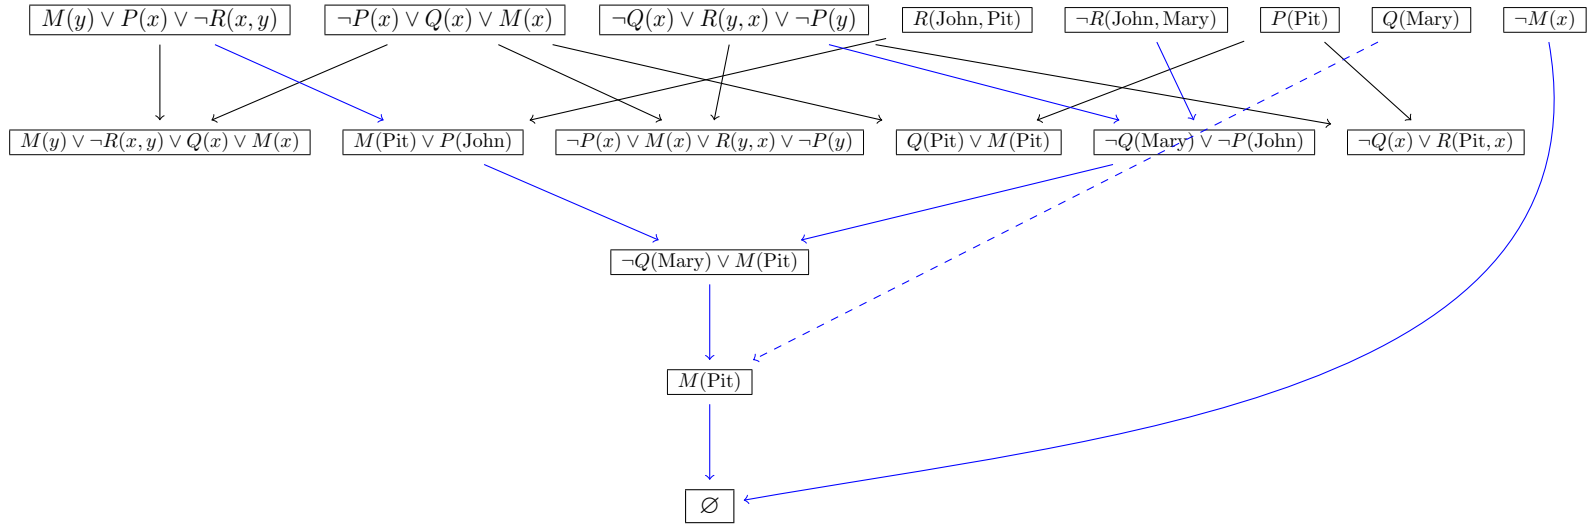 M(y) ∨ P(x) ∨ ¬R(x, y) ¬P(x) ∨ Q(x) ∨ M(x) ¬Q(x) ∨ R(y, x) ∨ ¬P(y) R(John, Pit) ¬R(John, Mary) P(Pit) Q(Mary) ¬M(x)
M(y) ∨ ¬R(x, y) ∨ Q(x) ∨ M(x) M(Pit) ∨ P(John) ¬P(x) ∨ M(x) ∨ R(y, x) ∨ ¬P(y) Q(Pit) ∨ M(Pit) ¬Q(Mary) ∨ ¬P(John) ¬Q(x) ∨ R(Pit, x)
¬Q(Mary) ∨ M(Pit)
M(Pit)
∅